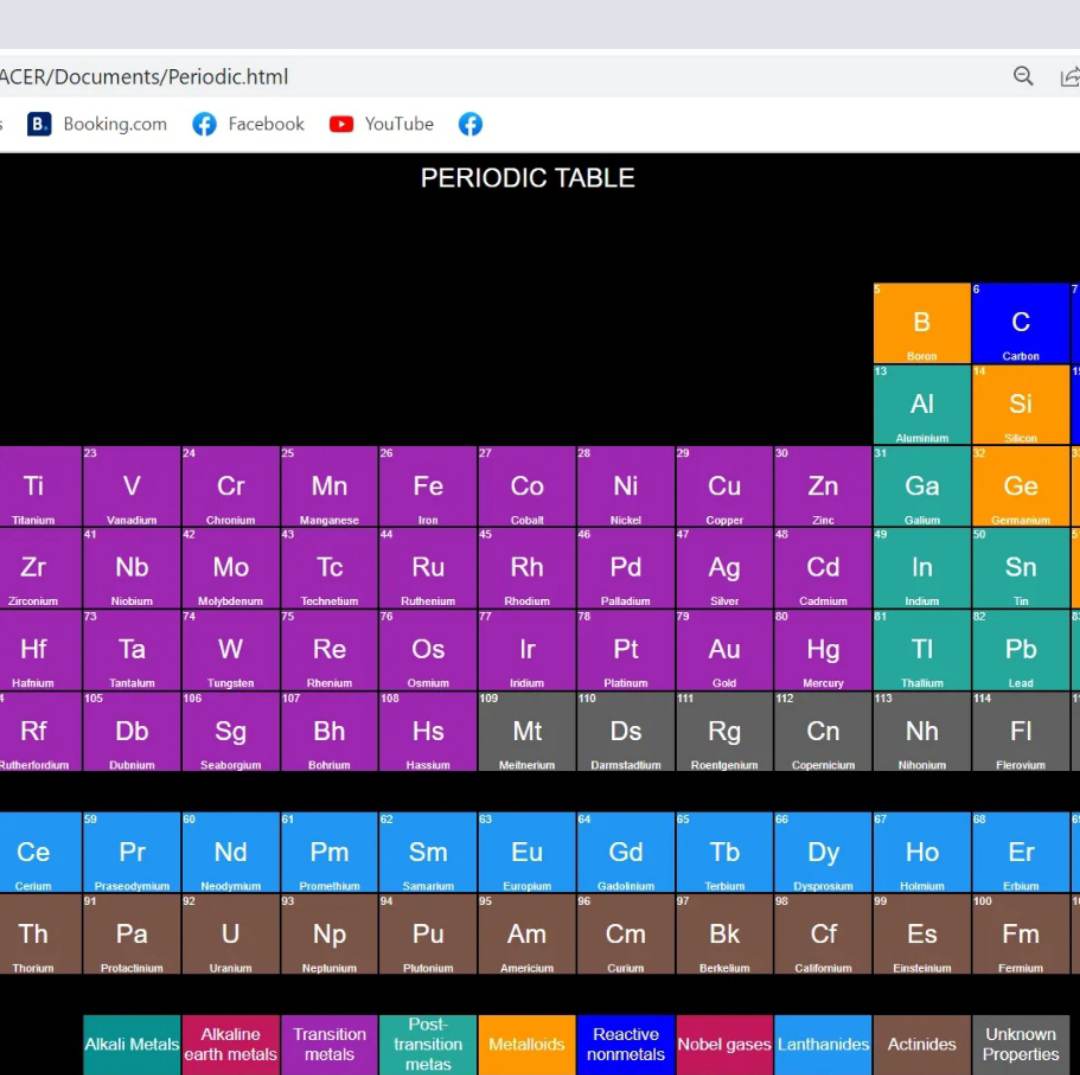 ACER/Documents/Periodic.html
s B. Booking.com Facebook YouTube
PERIODIC TABLE
5 6 7
B C
Boron Carbon
13 14 15
Al Si
Aluminium Silicon
23 24 25 26 27 28 29 30 31 32 33
Ti V Cr Mn Fe Co Ni Cu Zn Ga Ge
Titanium Vanadium Chronium Manganese Iron Cobalt Nickel Copper Zinc Galium Germanium
41 42 43 44 45 46 47 48 49 50 5
Zr Nb Mo Tc Ru Rh Pd Ag Cd In Sn
Zirconium Niobium Molybdenum Technetium Ruthenium Rhodium Palladium Silver Cadmium Indium Tin
73 74 75 76 77 78 79 80 81 82 83
Hf Ta W Re Os Ir Pt Au Hg Tl Pb
Hafnium Tantalum Tungsten Rhenium Osmium Iridium Platinum Gold Mercury Thallium Lead
4 105 106 107 108 109 110 111 112 113 114 11
Rf Db Sg Bh Hs Mt Ds Rg Cn Nh Fl
Rutherfordium Dubnium Seaborgium Bohrium Hassium Meitnerium Darmstadtium Roentgenium Copernicium Nihonium Flerovium
59 60 61 62 63 64 65 66 67 68 69
Ce Pr Nd Pm Sm Eu Gd Tb Dy Ho Er
Cerium Praseodymium Neodymium Promethium Samarium Europium Gadolinium Terbium Dysprosium Holmium Erbium
91 92 93 94 95 96 97 98 99 100 10
Th Pa U Np Pu Am Cm Bk Cf Es Fm
Thorium Protactinium Uranium Neptunium Plutonium Americium Curium Berkelium Californium Einsteinium Fermium
Alkali Metals
Alkaline
earth metals
Transition
metals
Post-
transition
metas
Metalloids
Reactive
nonmetals
Nobel gases
Lanthanides
Actinides
Unknown
Properties